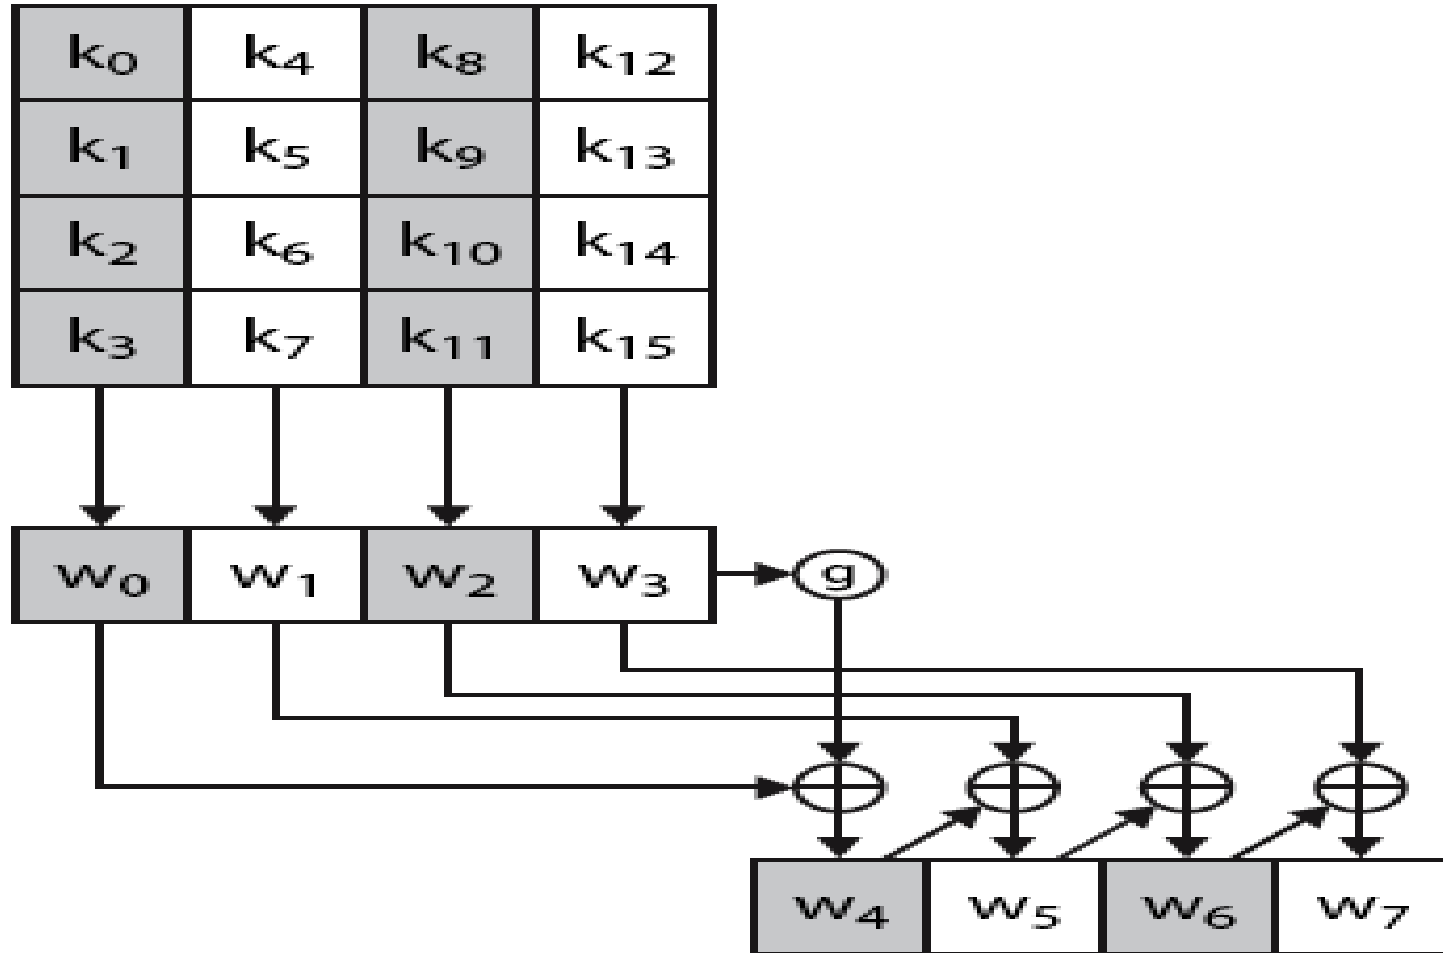 k₀ k₄ k₈ k₁₂
k₁ k₅ k₉ k₁₃
k₂ k₆ k₁₀ k₁₄
k₃ k₇ k₁₁ k₁₅
w₀ w₁ w₂ w₃ g
w₄ w₅ w₆ w₇